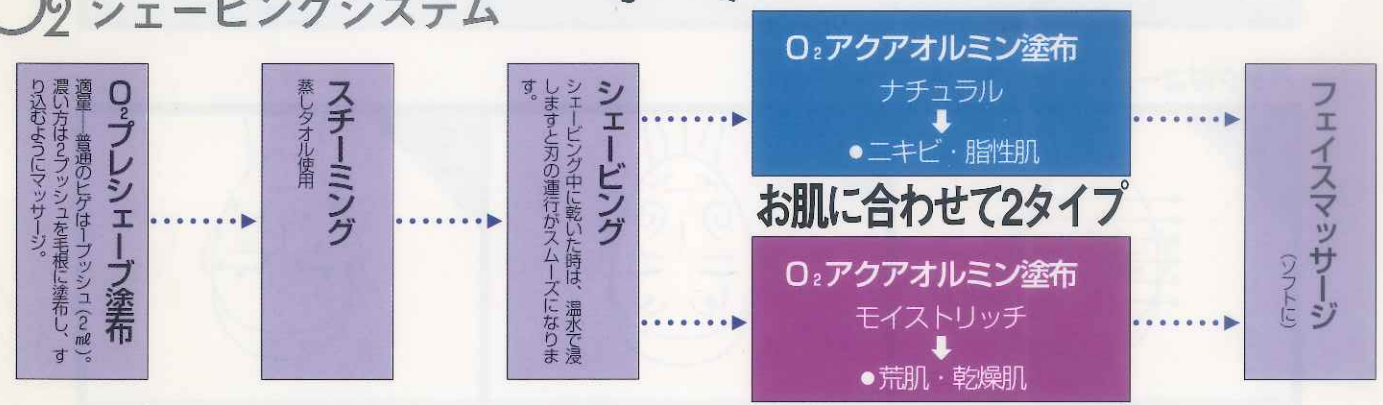 O2シェービングシステム
O2プレシェーブ塗布
適量──普通のヒゲは1プッシュ(2㎖)。
濃い方は2プッシュを毛根に塗布し、す
り込むようにマッサージ。
スチーミング
蒸しタオル使用
シェービング
シェービング中に乾いた時は、温水で浸
しますと刃の運行がスムーズになりま
す。
O2アクアオルミン塗布
ナチュラル
⬇
●ニキビ・脂性肌
お肌に合わせて2タイプ
O2アクアオルミン塗布
モイストリッチ
⬇
●荒肌・乾燥肌
フェイスマッサージ
(ソフトに)